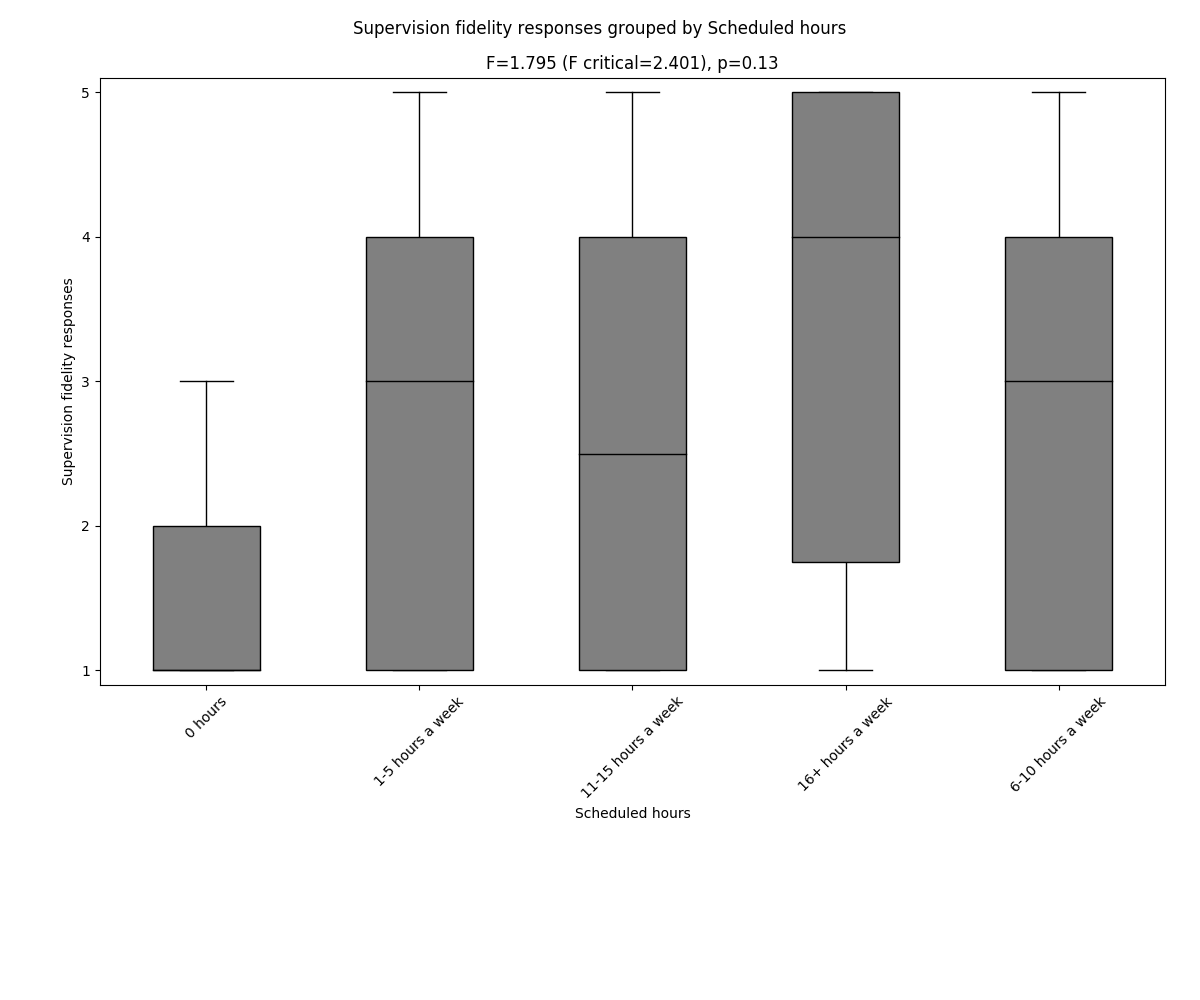 Supervision fidelity responses grouped by Scheduled hours
F=1.795 (F critical=2.401), p=0.13
Supervision fidelity responses
5
4
3
2
1
0 hours
1-5 hours a week
11-15 hours a week
16+ hours a week
6-10 hours a week
Scheduled hours